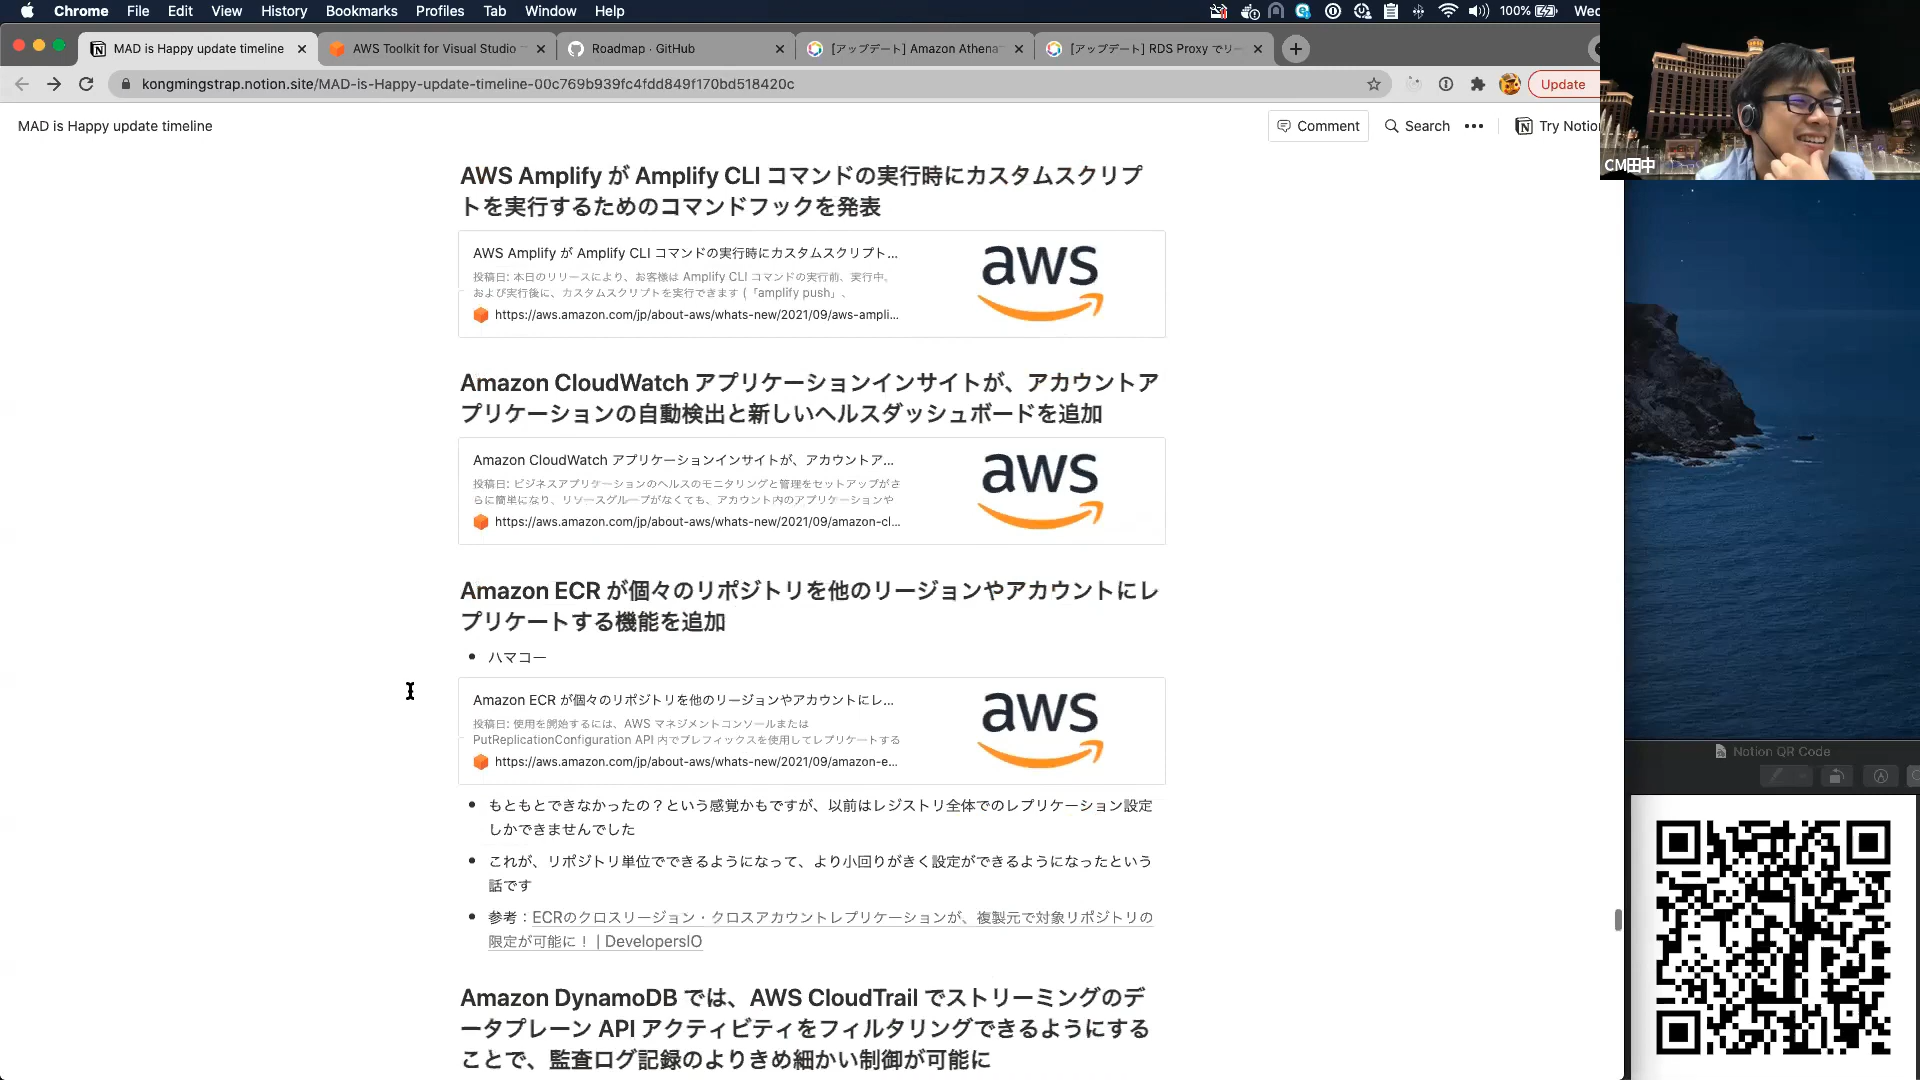 Chrome File Edit View History Bookmarks Profiles Tab Window Help 100% Wed
MAD is Happy update timeline
AWS Toolkit for Visual Studio
Roadmap · GitHub
[アップデート] Amazon Athena
[アップデート] RDS Proxy でリー
kongmingstrap.notion.site/MAD-is-Happy-update-timeline-00c769b939fc4fdd849f170bd518420c
Update
MAD is Happy update timeline
Comment Search Try Notion
CM田中
AWS Amplify が Amplify CLI コマンドの実行時にカスタムスクリプ
トを実行するためのコマンドフックを発表
AWS Amplify が Amplify CLI コマンドの実行時にカスタムスクリプト...
投稿日: 本日のリリースにより、お客様は Amplify CLI コマンドの実行前、実行中、
および実行後に、カスタムスクリプトを実行できます (「amplify push」、
https://aws.amazon.com/jp/about-aws/whats-new/2021/09/aws-ampli...
aws
Amazon CloudWatch アプリケーションインサイトが、アカウントア
プリケーションの自動検出と新しいヘルスダッシュボードを追加
Amazon CloudWatch アプリケーションインサイトが、アカウントア...
投稿日: ビジネスアプリケーションのヘルスのモニタリングと管理をセットアップがさ
らに簡単になり、リソースグループがなくても、アカウント内のアプリケーションや
https://aws.amazon.com/jp/about-aws/whats-new/2021/09/amazon-cl...
aws
Amazon ECR が個々のリポジトリを他のリージョンやアカウントにレ
プリケートする機能を追加
• ハマコー
Amazon ECR が個々のリポジトリを他のリージョンやアカウントにレ...
投稿日: 使用を開始するには、AWS マネジメントコンソールまたは
PutReplicationConfiguration API 内でプレフィックスを使用してレプリケートする
https://aws.amazon.com/jp/about-aws/whats-new/2021/09/amazon-e...
aws
• もともとできなかったの？という感覚かもですが、以前はレジストリ全体でのレプリケーション設定
しかできませんでした
• これが、リポジトリ単位でできるようになって、より小回りがきく設定ができるようになったという
話です
• 参考：ECRのクロスリージョン・クロスアカウントレプリケーションが、複製元で対象リポジトリの
限定が可能に！ | DevelopersIO
Amazon DynamoDB では、AWS CloudTrail でストリーミングのデ
ータプレーン API アクティビティをフィルタリングできるようにする
ことで、監査ログ記録のよりきめ細かい制御が可能に
Notion QR Code